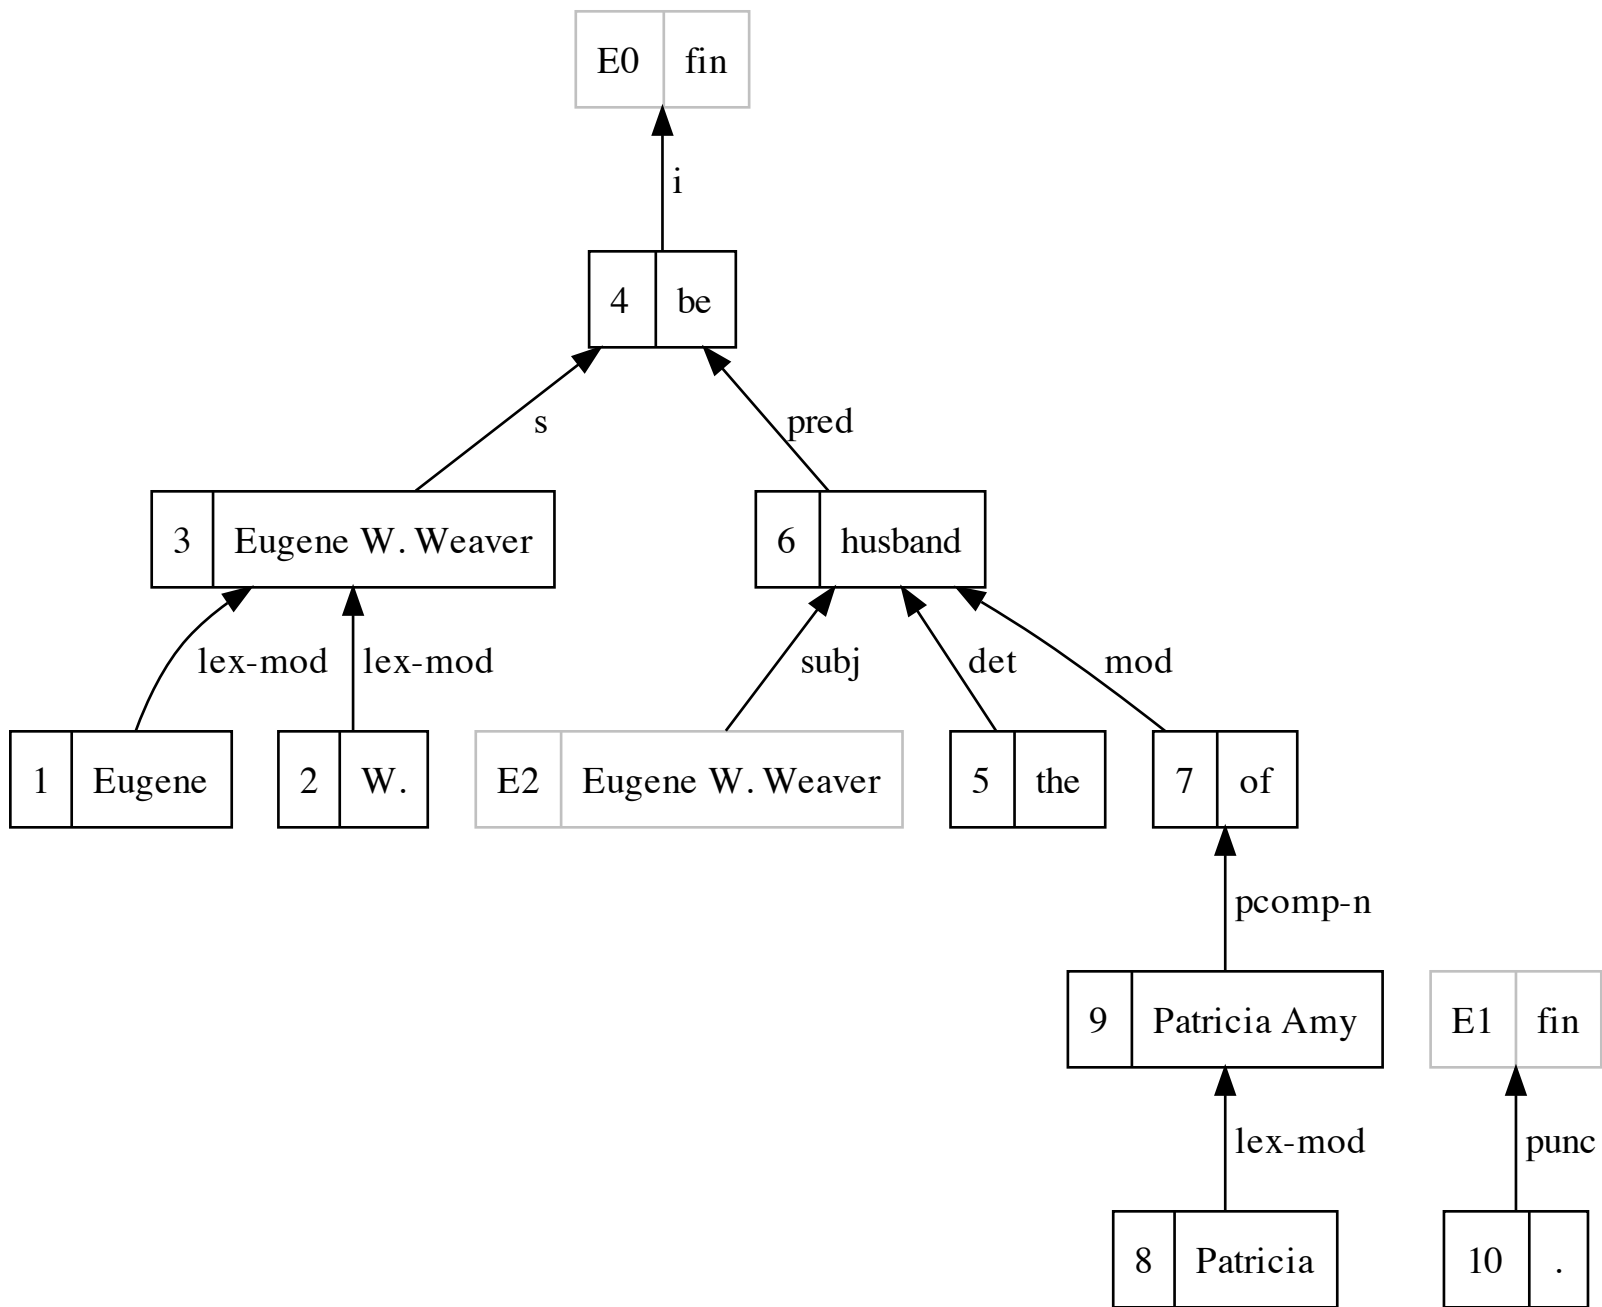 E0 fin
i
4 be
s pred
3 Eugene W. Weaver 6 husband
lex-mod lex-mod subj det mod
1 Eugene 2 W. E2 Eugene W. Weaver 5 the 7 of
pcomp-n
9 Patricia Amy E1 fin
lex-mod punc
8 Patricia 10 .